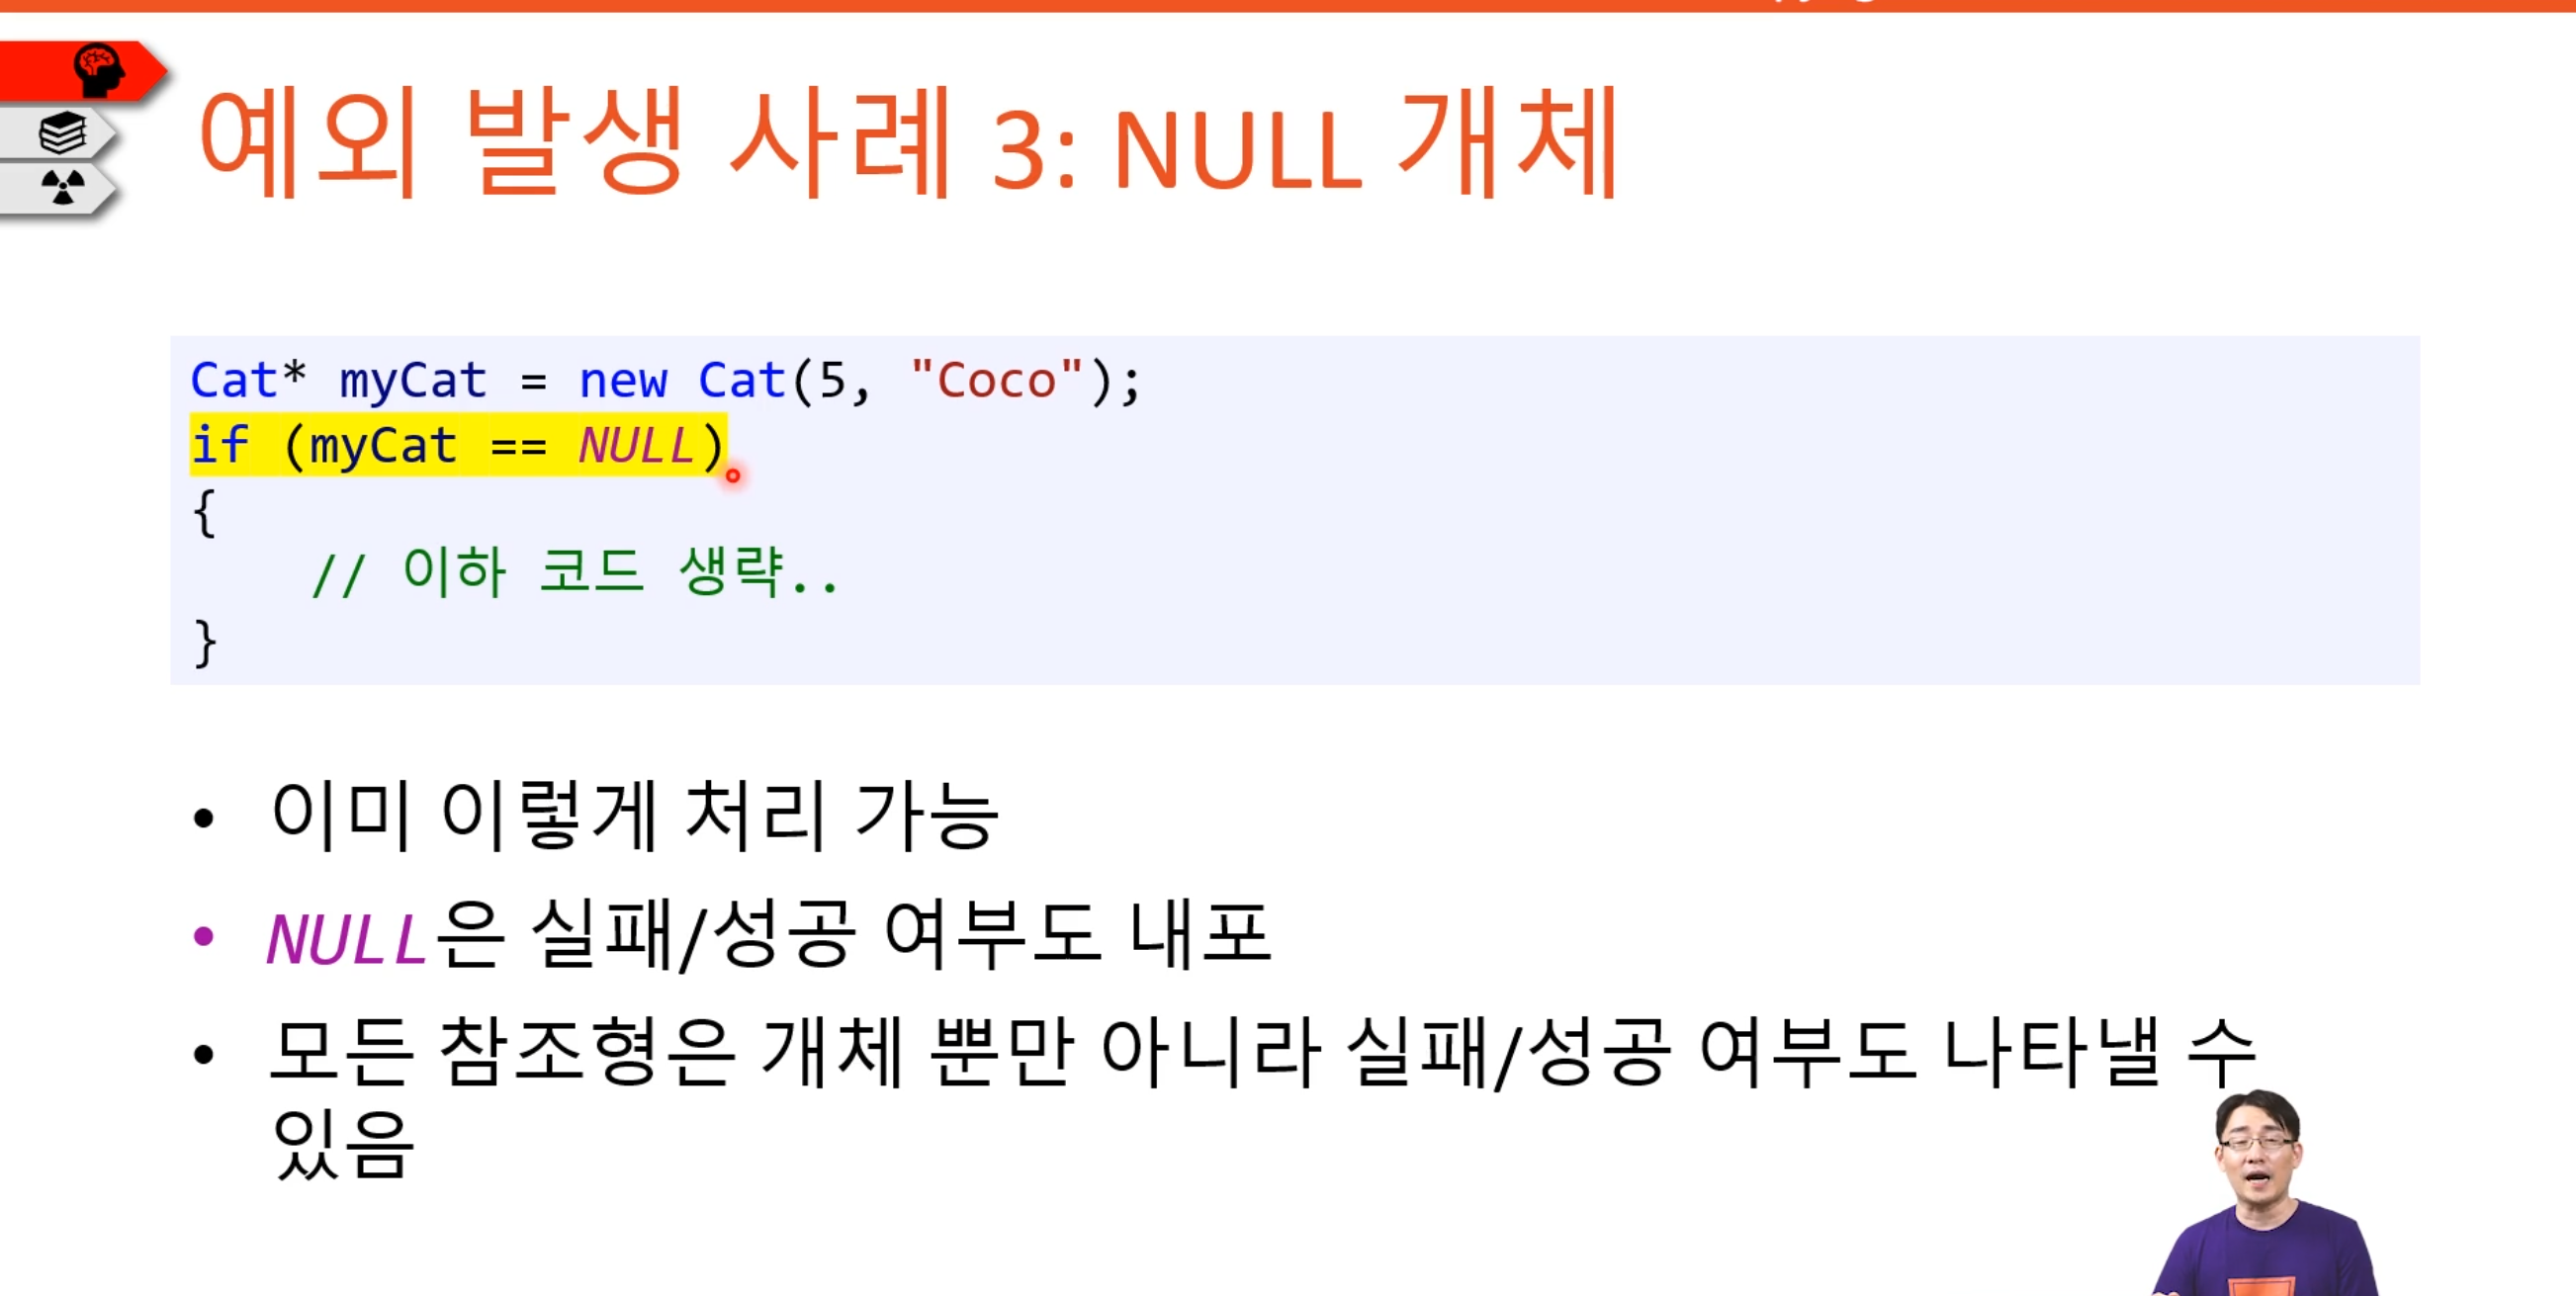 예외 발생 사례 3: NULL 개체
Cat* myCat = new Cat(5, "Coco");
if (myCat == NULL)
{
// 이하 코드 생략..
}
• 이미 이렇게 처리 가능
• NULL은 실패/성공 여부도 내포
• 모든 참조형은 개체 뿐만 아니라 실패/성공 여부도 나타낼 수
있음